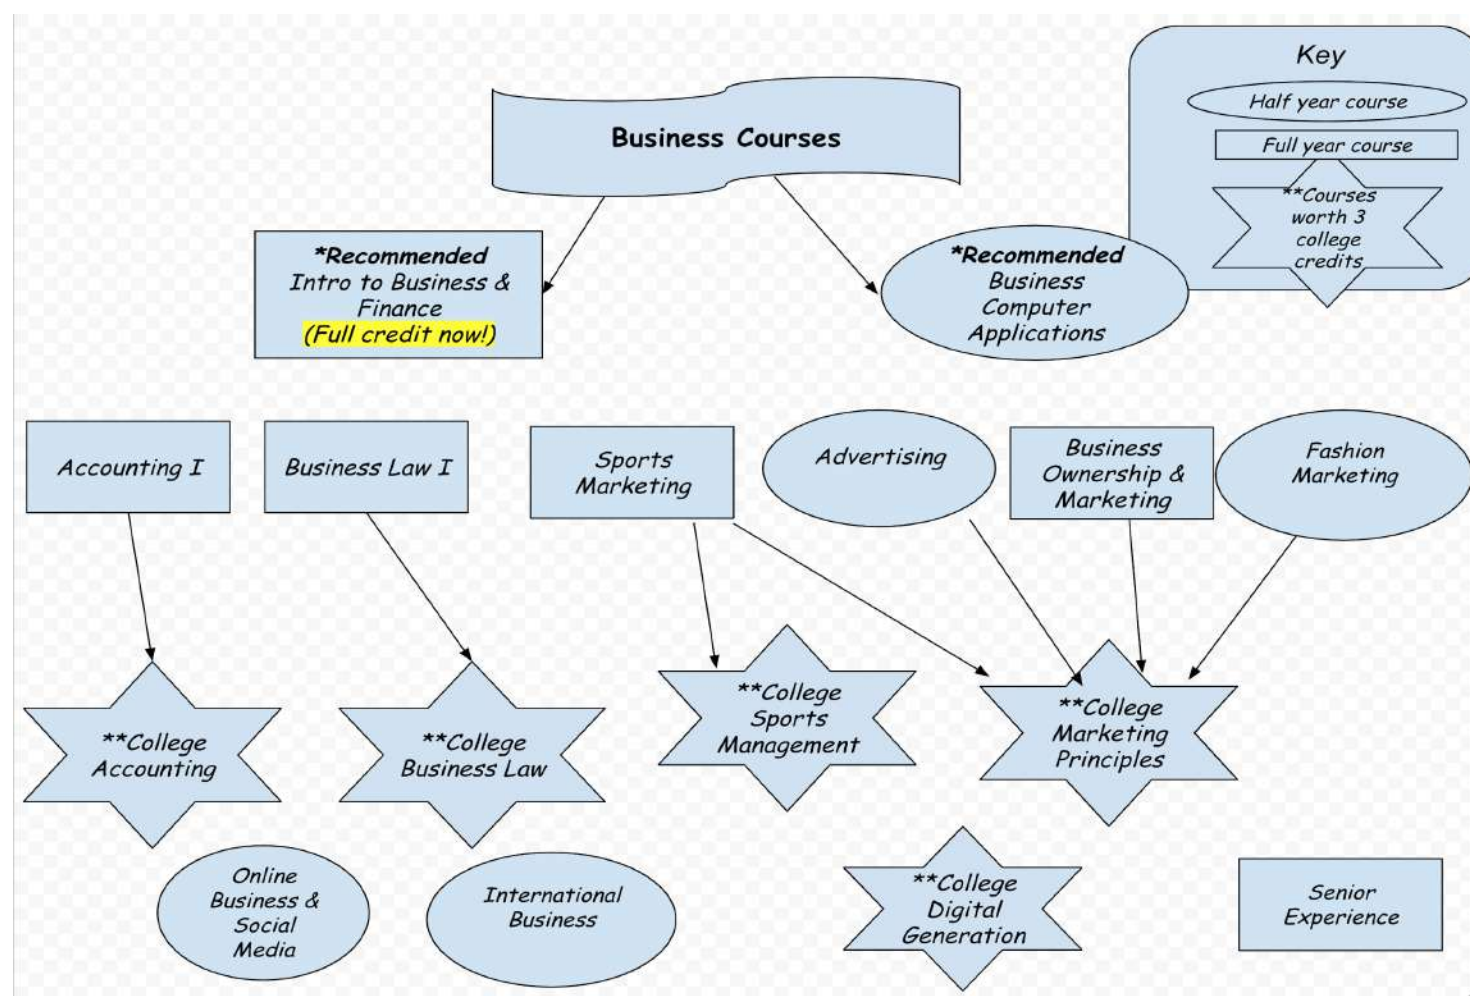 Key
Half year course
Full year course
**Courses
worth 3
college
credits
Business Courses
*Recommended
Intro to Business &
Finance
(Full credit now!)
*Recommended
Business
Computer
Applications
Accounting I
Business Law I
Sports
Marketing
Advertising
Business
Ownership &
Marketing
Fashion
Marketing
**College
Accounting
**College
Business Law
**College
Sports
Management
**College
Marketing
Principles
Online
Business &
Social
Media
International
Business
**College
Digital
Generation
Senior
Experience